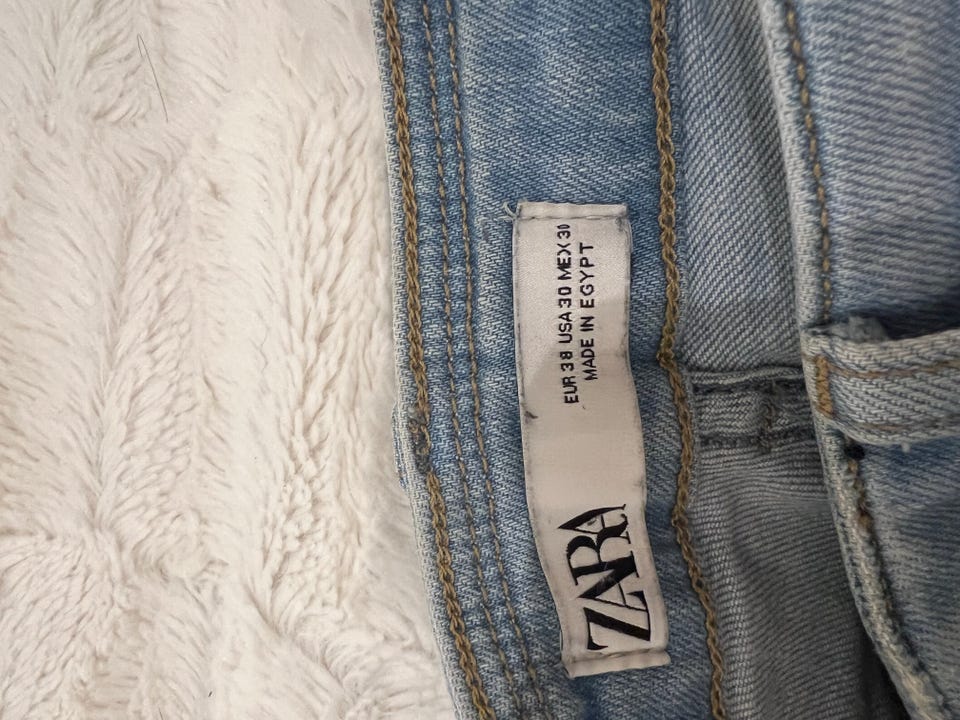 ZARA
EUR 38 USA 30 MEX 30
MADE IN EGYPT